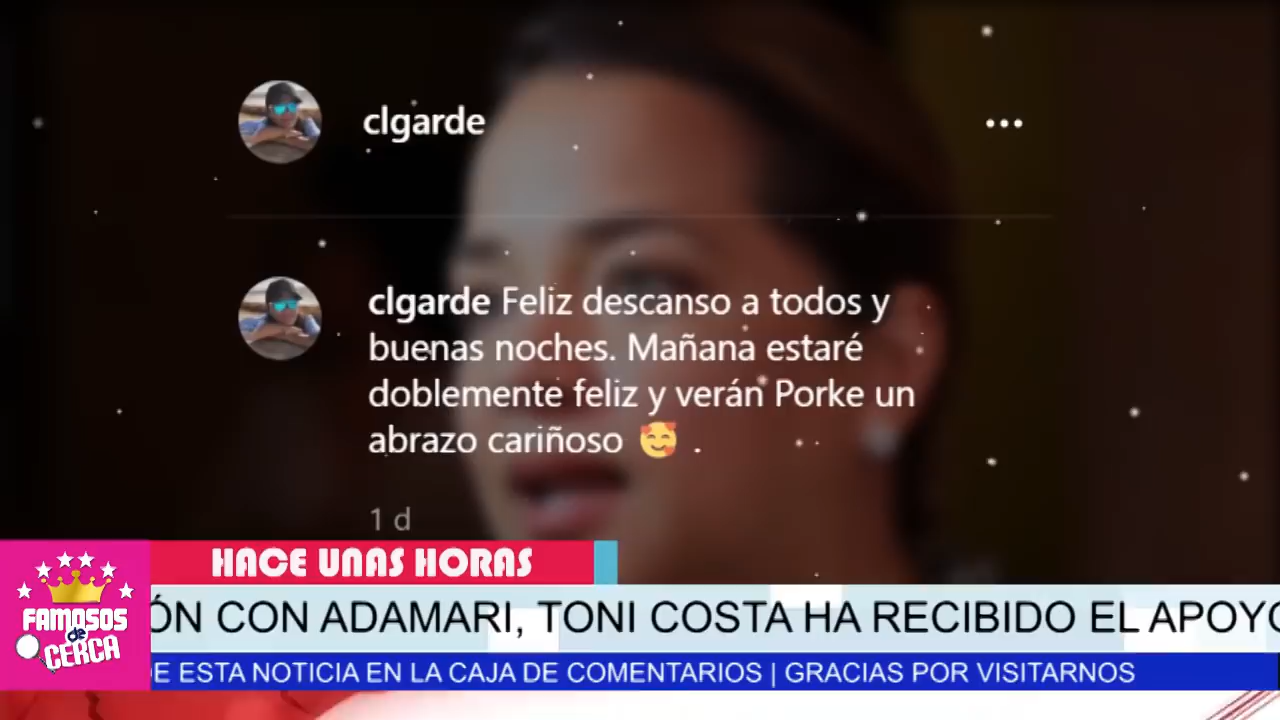 clgarde
clgarde Feliz descanso a todos y
buenas noches. Mañana estaré
doblemente feliz y verán Porke un
abrazo cariñoso 🥰 .
1 d
HACE UNAS HORAS
FAMOSOS
de
CERCA
ÓN CON ADAMARI, TONI COSTA HA RECIBIDO EL APOYO
DE ESTA NOTICIA EN LA CAJA DE COMENTARIOS | GRACIAS POR VISITARNOS